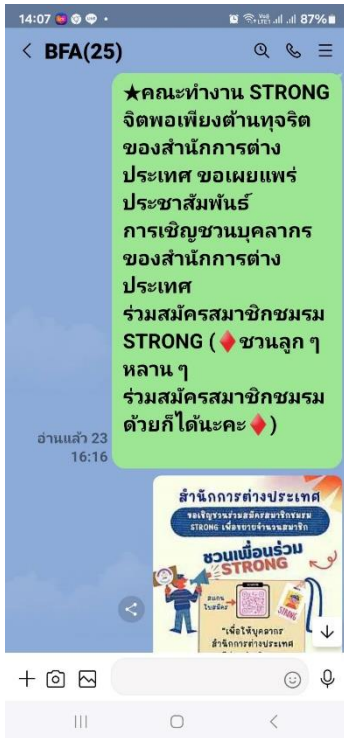 14:07
87%
BFA(25)
★คณะทำงาน STRONG
จิตพอเพียงต้านทุจริต
ของสำนักการต่าง
ประเทศ ขอเผยแพร่
ประชาสัมพันธ์
การเชิญชวนบุคลากร
ของสำนักการต่าง
ประเทศ
ร่วมสมัครสมาชิกชมรม
STRONG (♦️ชวนลูก ๆ
หลาน ๆ
ร่วมสมัครสมาชิกชมรม
ด้วยก็ได้นะคะ♦️)
อ่านแล้ว 23
16:16
สำนักการต่างประเทศ
ขอเชิญชวนร่วมสมัครสมาชิกชมรม
STRONG เพื่อขยายจำนวนสมาชิก
ชวนเพื่อนร่วม
STRONG
สแกน
ใบสมัคร
STRONG
"เพื่อให้บุคลากร
สำนักการต่างประเทศ